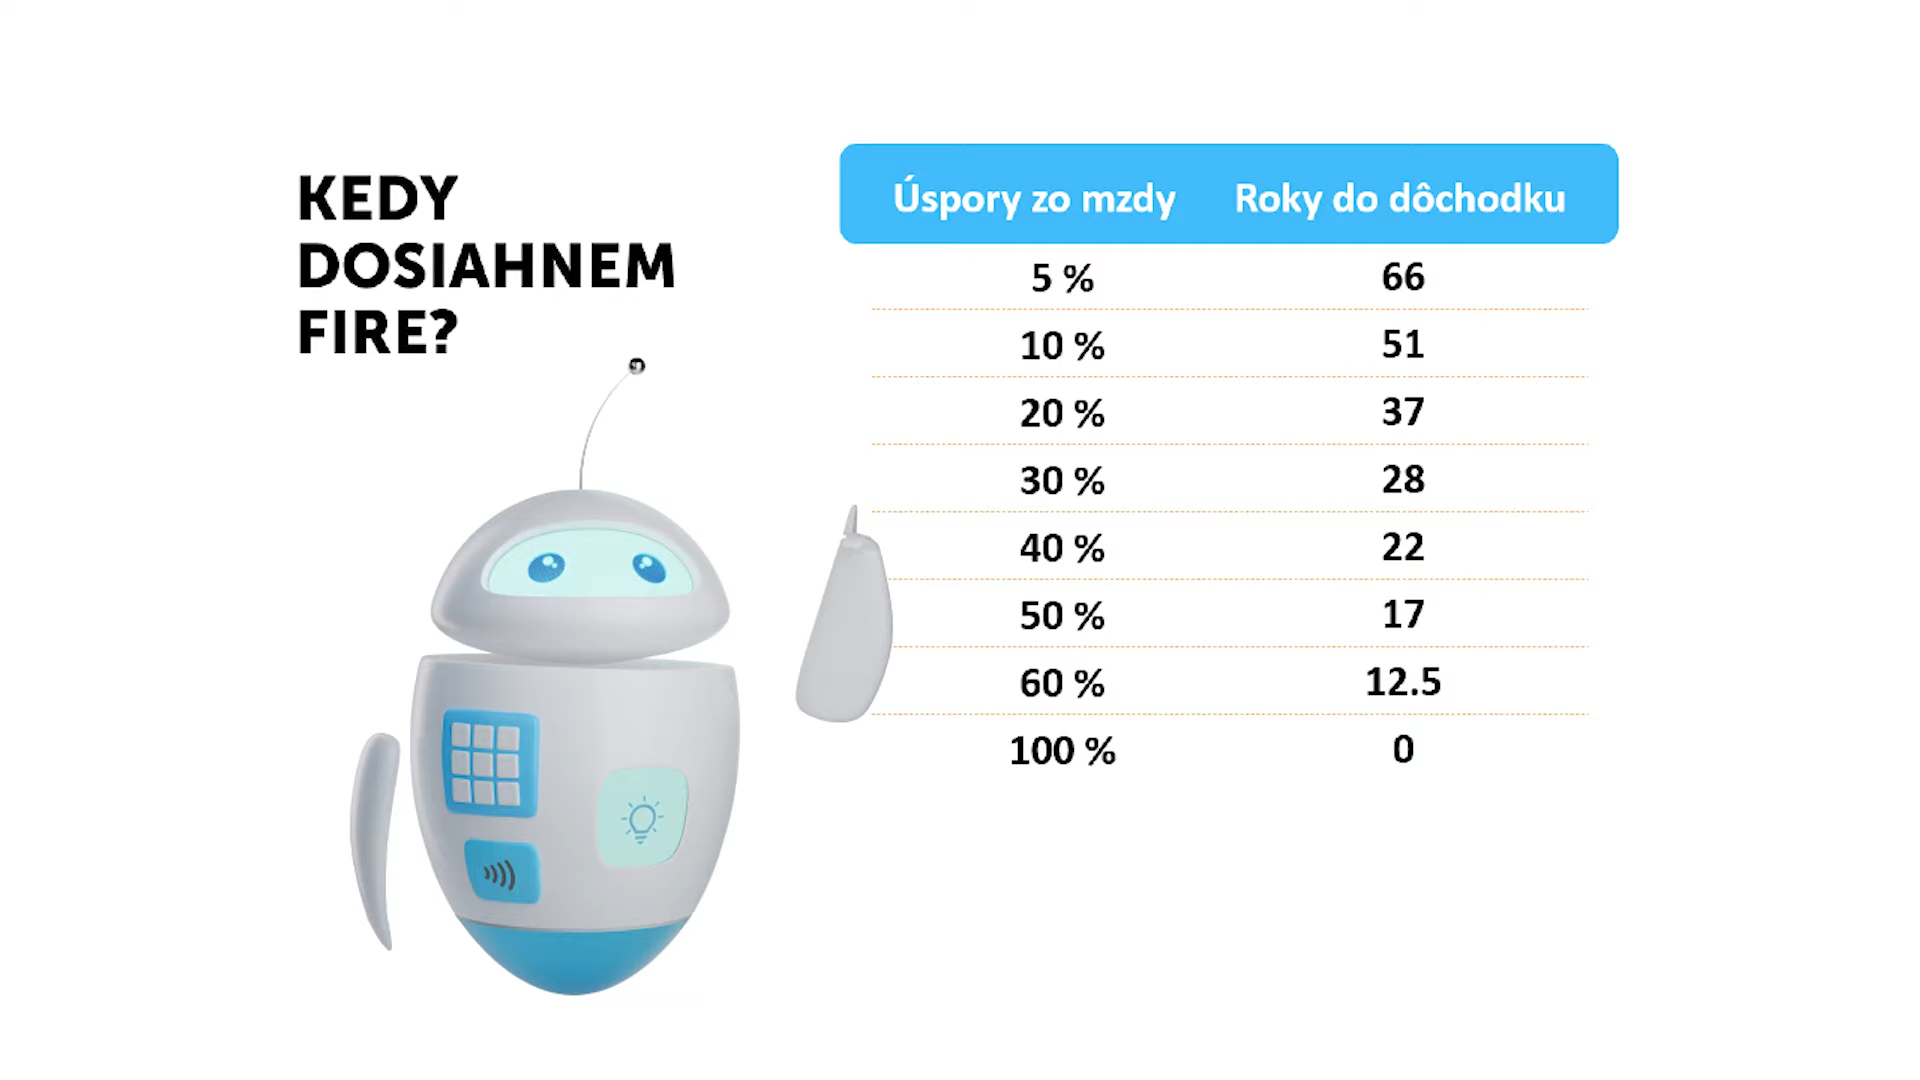 KEDY
DOSIAHNEM
FIRE?
Úspory zo mzdy Roky do dôchodku
5 % 66
10 % 51
20 % 37
30 % 28
40 % 22
50 % 17
60 % 12.5
100 % 0